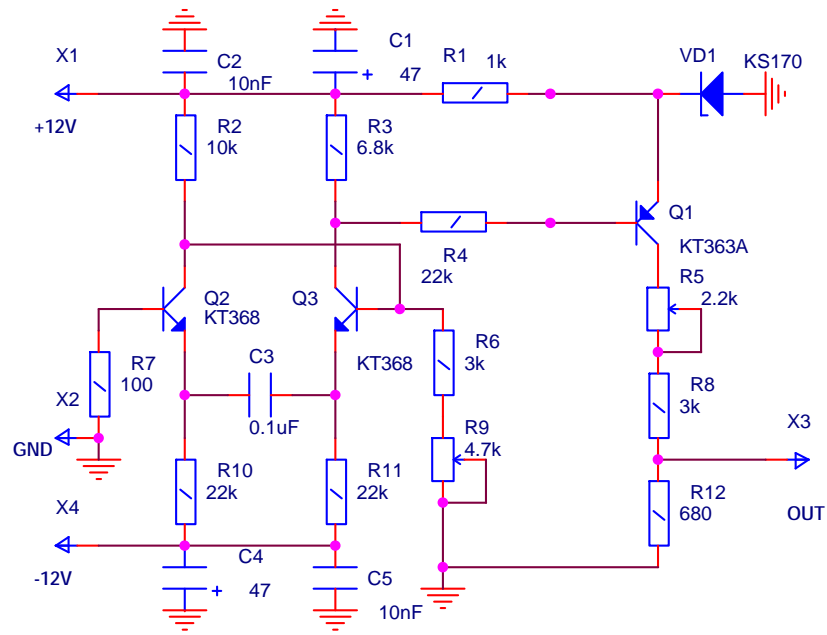 X1
C2
10nF
C1
47
R1
1k
VD1
KS170
+12V
R2
10k
R3
6.8k
R4
22k
Q1
KT363A
R5
2.2k
Q2
KT368
Q3
KT368
R6
3k
R7
100
C3
0.1uF
X2
GND
R8
3k
X3
R9
4.7k
R10
22k
R11
22k
R12
680
OUT
X4
-12V
C4
47
C5
10nF